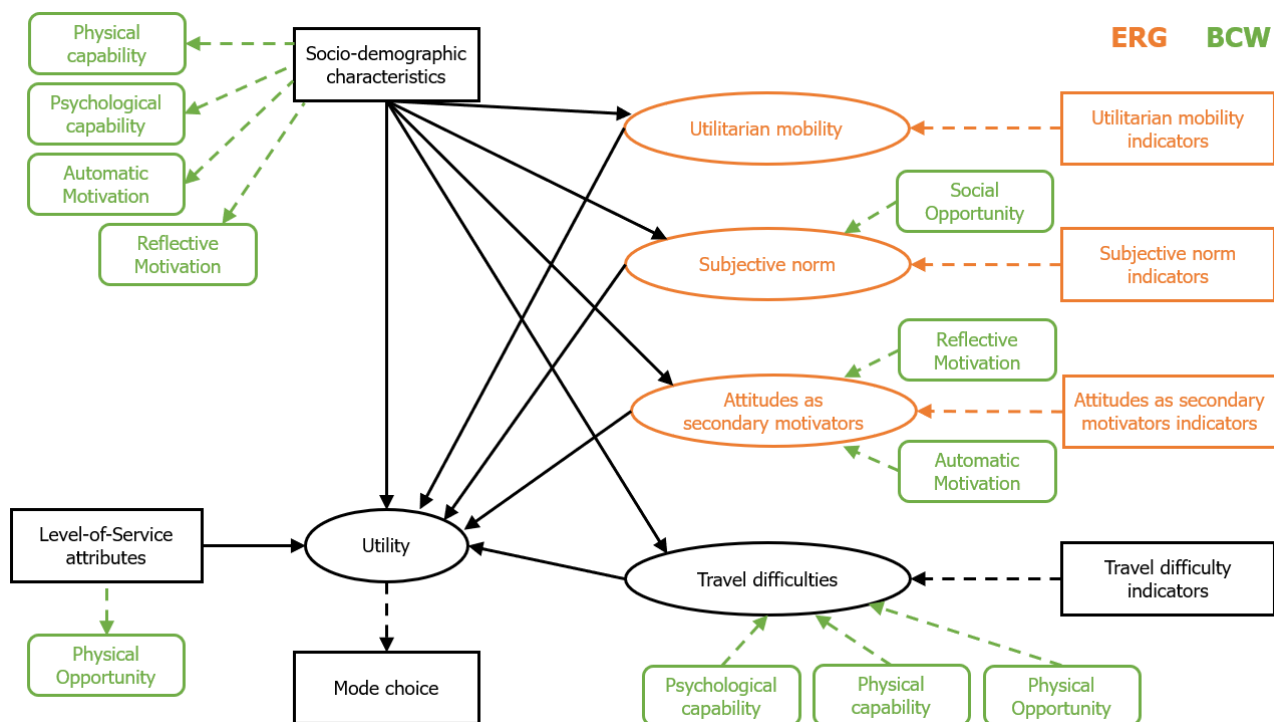 Physical
capability
Socio-demographic
characteristics
ERG BCW
Psychological
capability
Utilitarian mobility
Utilitarian mobility
indicators
Automatic
Motivation
Social
Opportunity
Reflective
Motivation
Subjective norm
Subjective norm
indicators
Reflective
Motivation
Attitudes as
secondary motivators
Attitudes as secondary
motivators indicators
Automatic
Motivation
Level-of-Service
attributes
Utility
Travel difficulties
Travel difficulty
indicators
Physical
Opportunity
Mode choice
Psychological
capability
Physical
capability
Physical
Opportunity